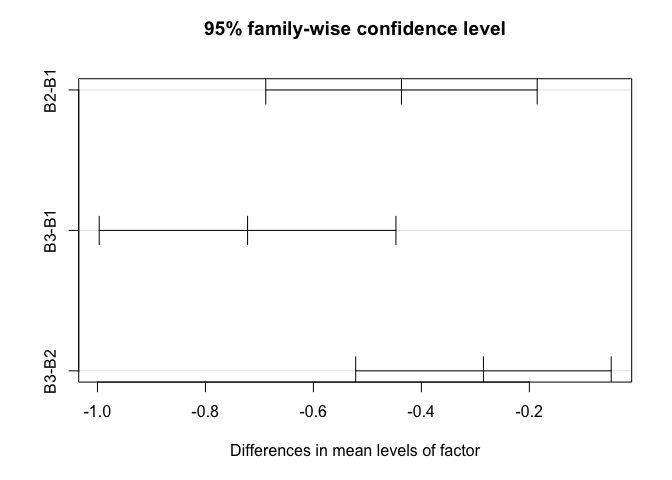 95% family-wise confidence level
B2-B1
B3-B1
B3-B2
-1.0 -0.8 -0.6 -0.4 -0.2
Differences in mean levels of factor